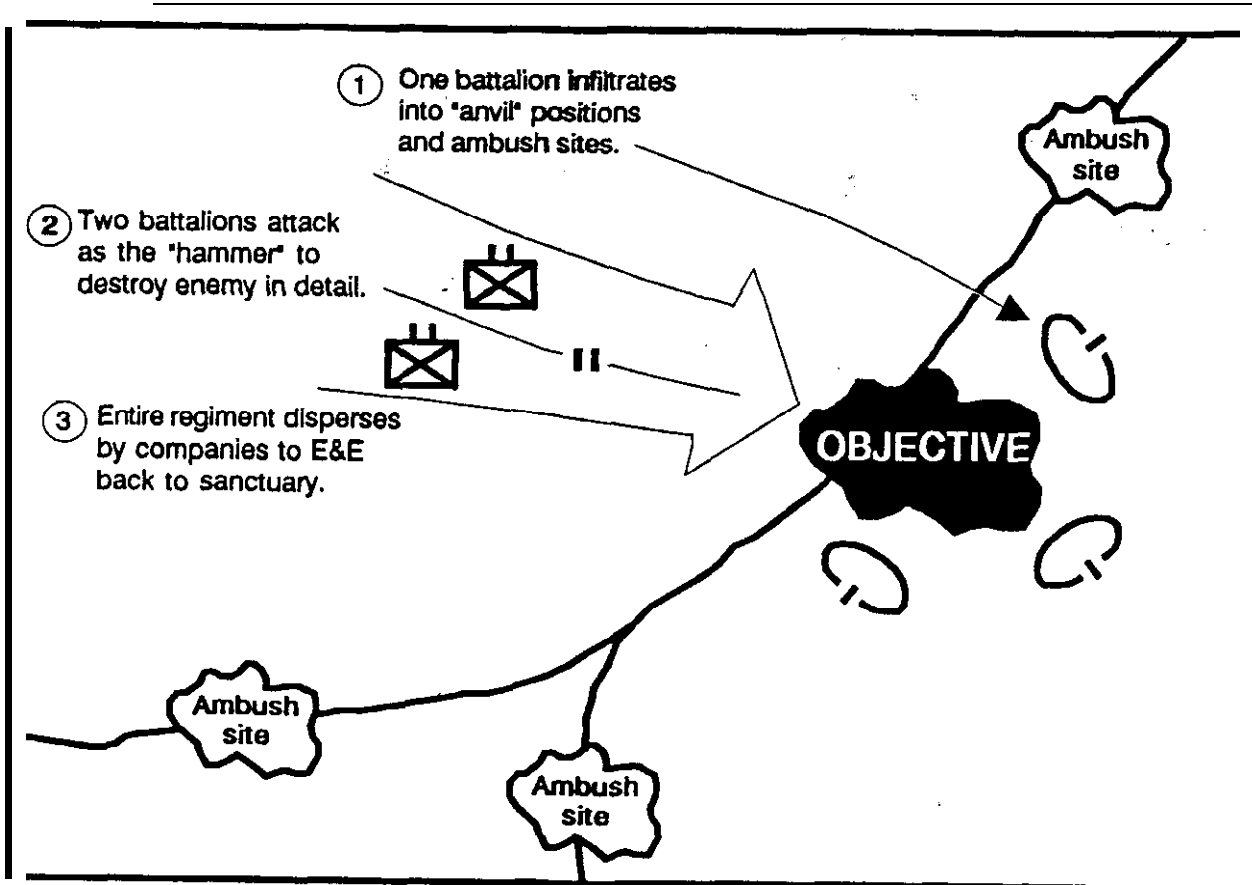 1 One battalion infiltrates
into "anvil" positions
and ambush sites.
Ambush
site
2 Two battalions attack
as the "hammer" to
destroy enemy in detail.
3 Entire regiment disperses
by companies to E&E
back to sanctuary.
OBJECTIVE
Ambush
site
Ambush
site